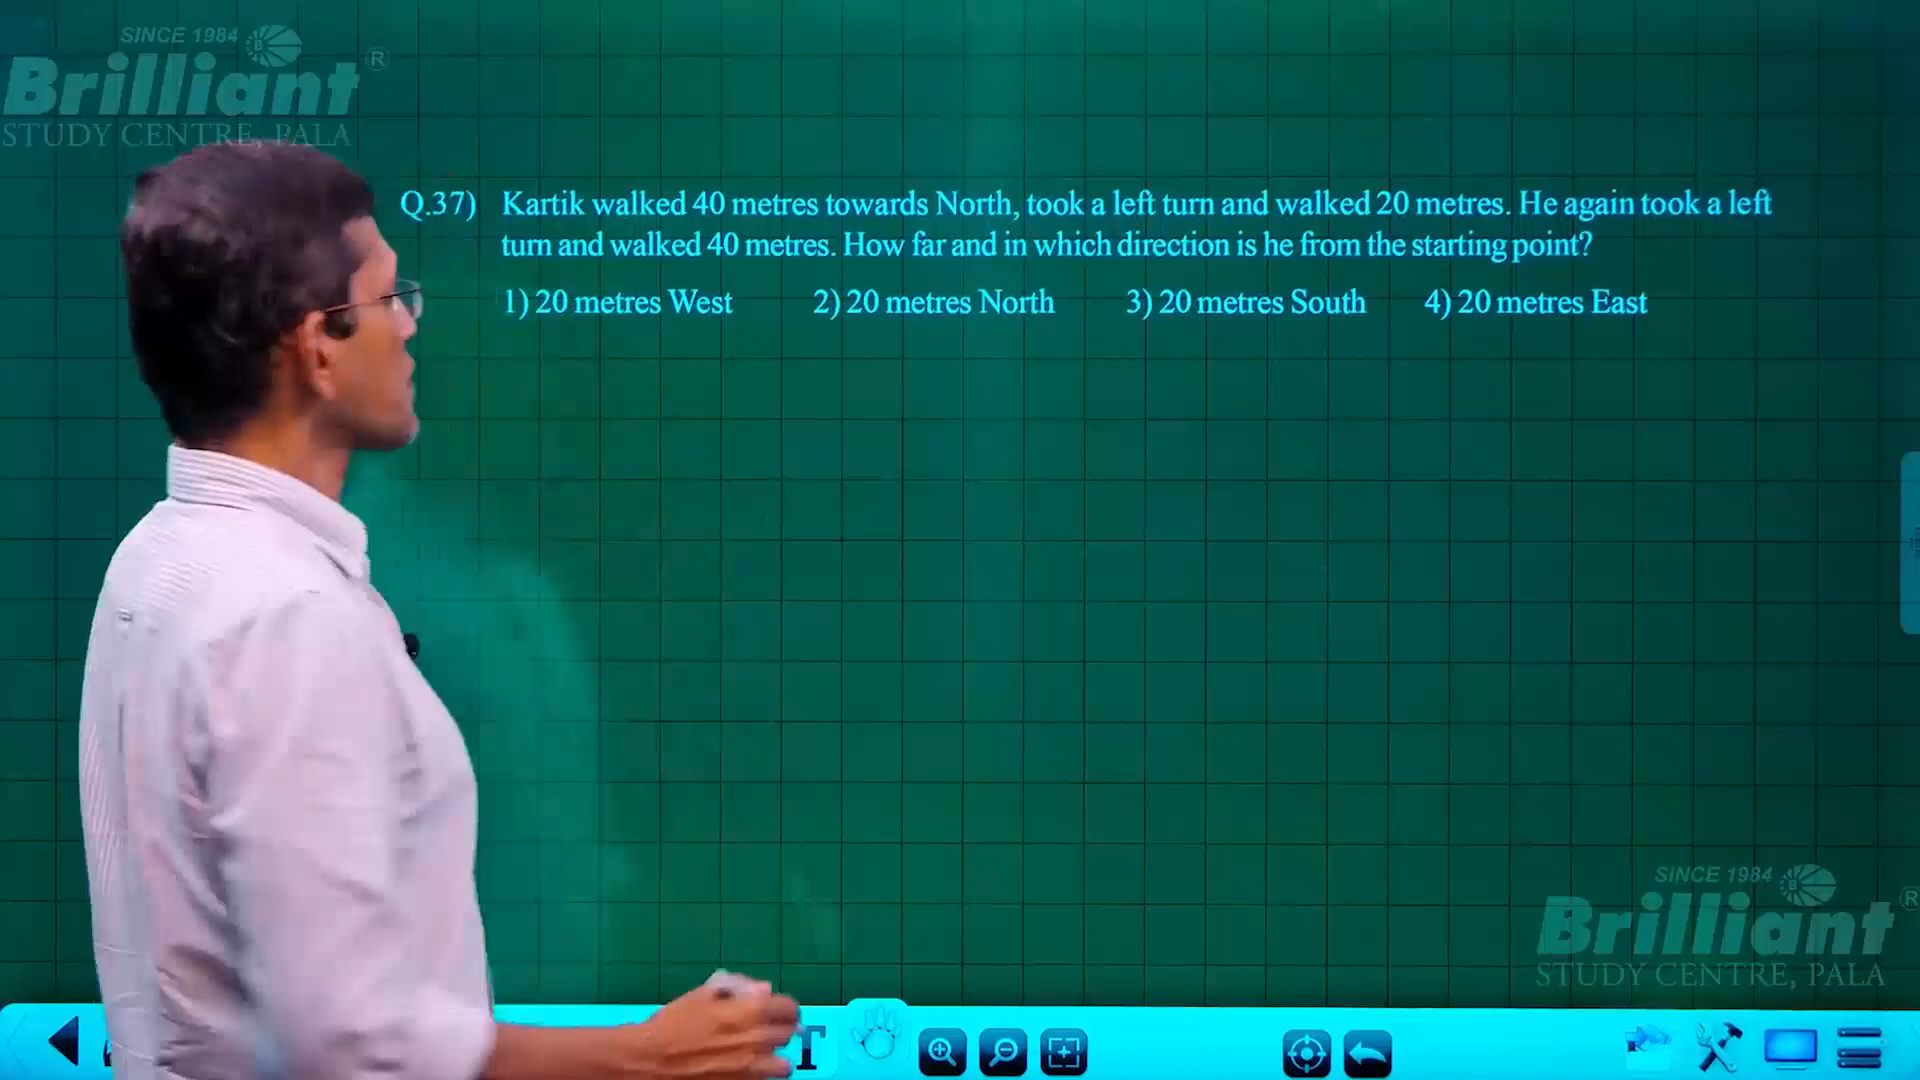 SINCE 1984
Brilliant ®
STUDY CENTRE, PALA
Q.37) Kartik walked 40 metres towards North, took a left turn and walked 20 metres. He again took a left
turn and walked 40 metres. How far and in which direction is he from the starting point?
1) 20 metres West 2) 20 metres North 3) 20 metres South 4) 20 metres East
SINCE 1984
Brilliant ®
STUDY CENTRE, PALA
T